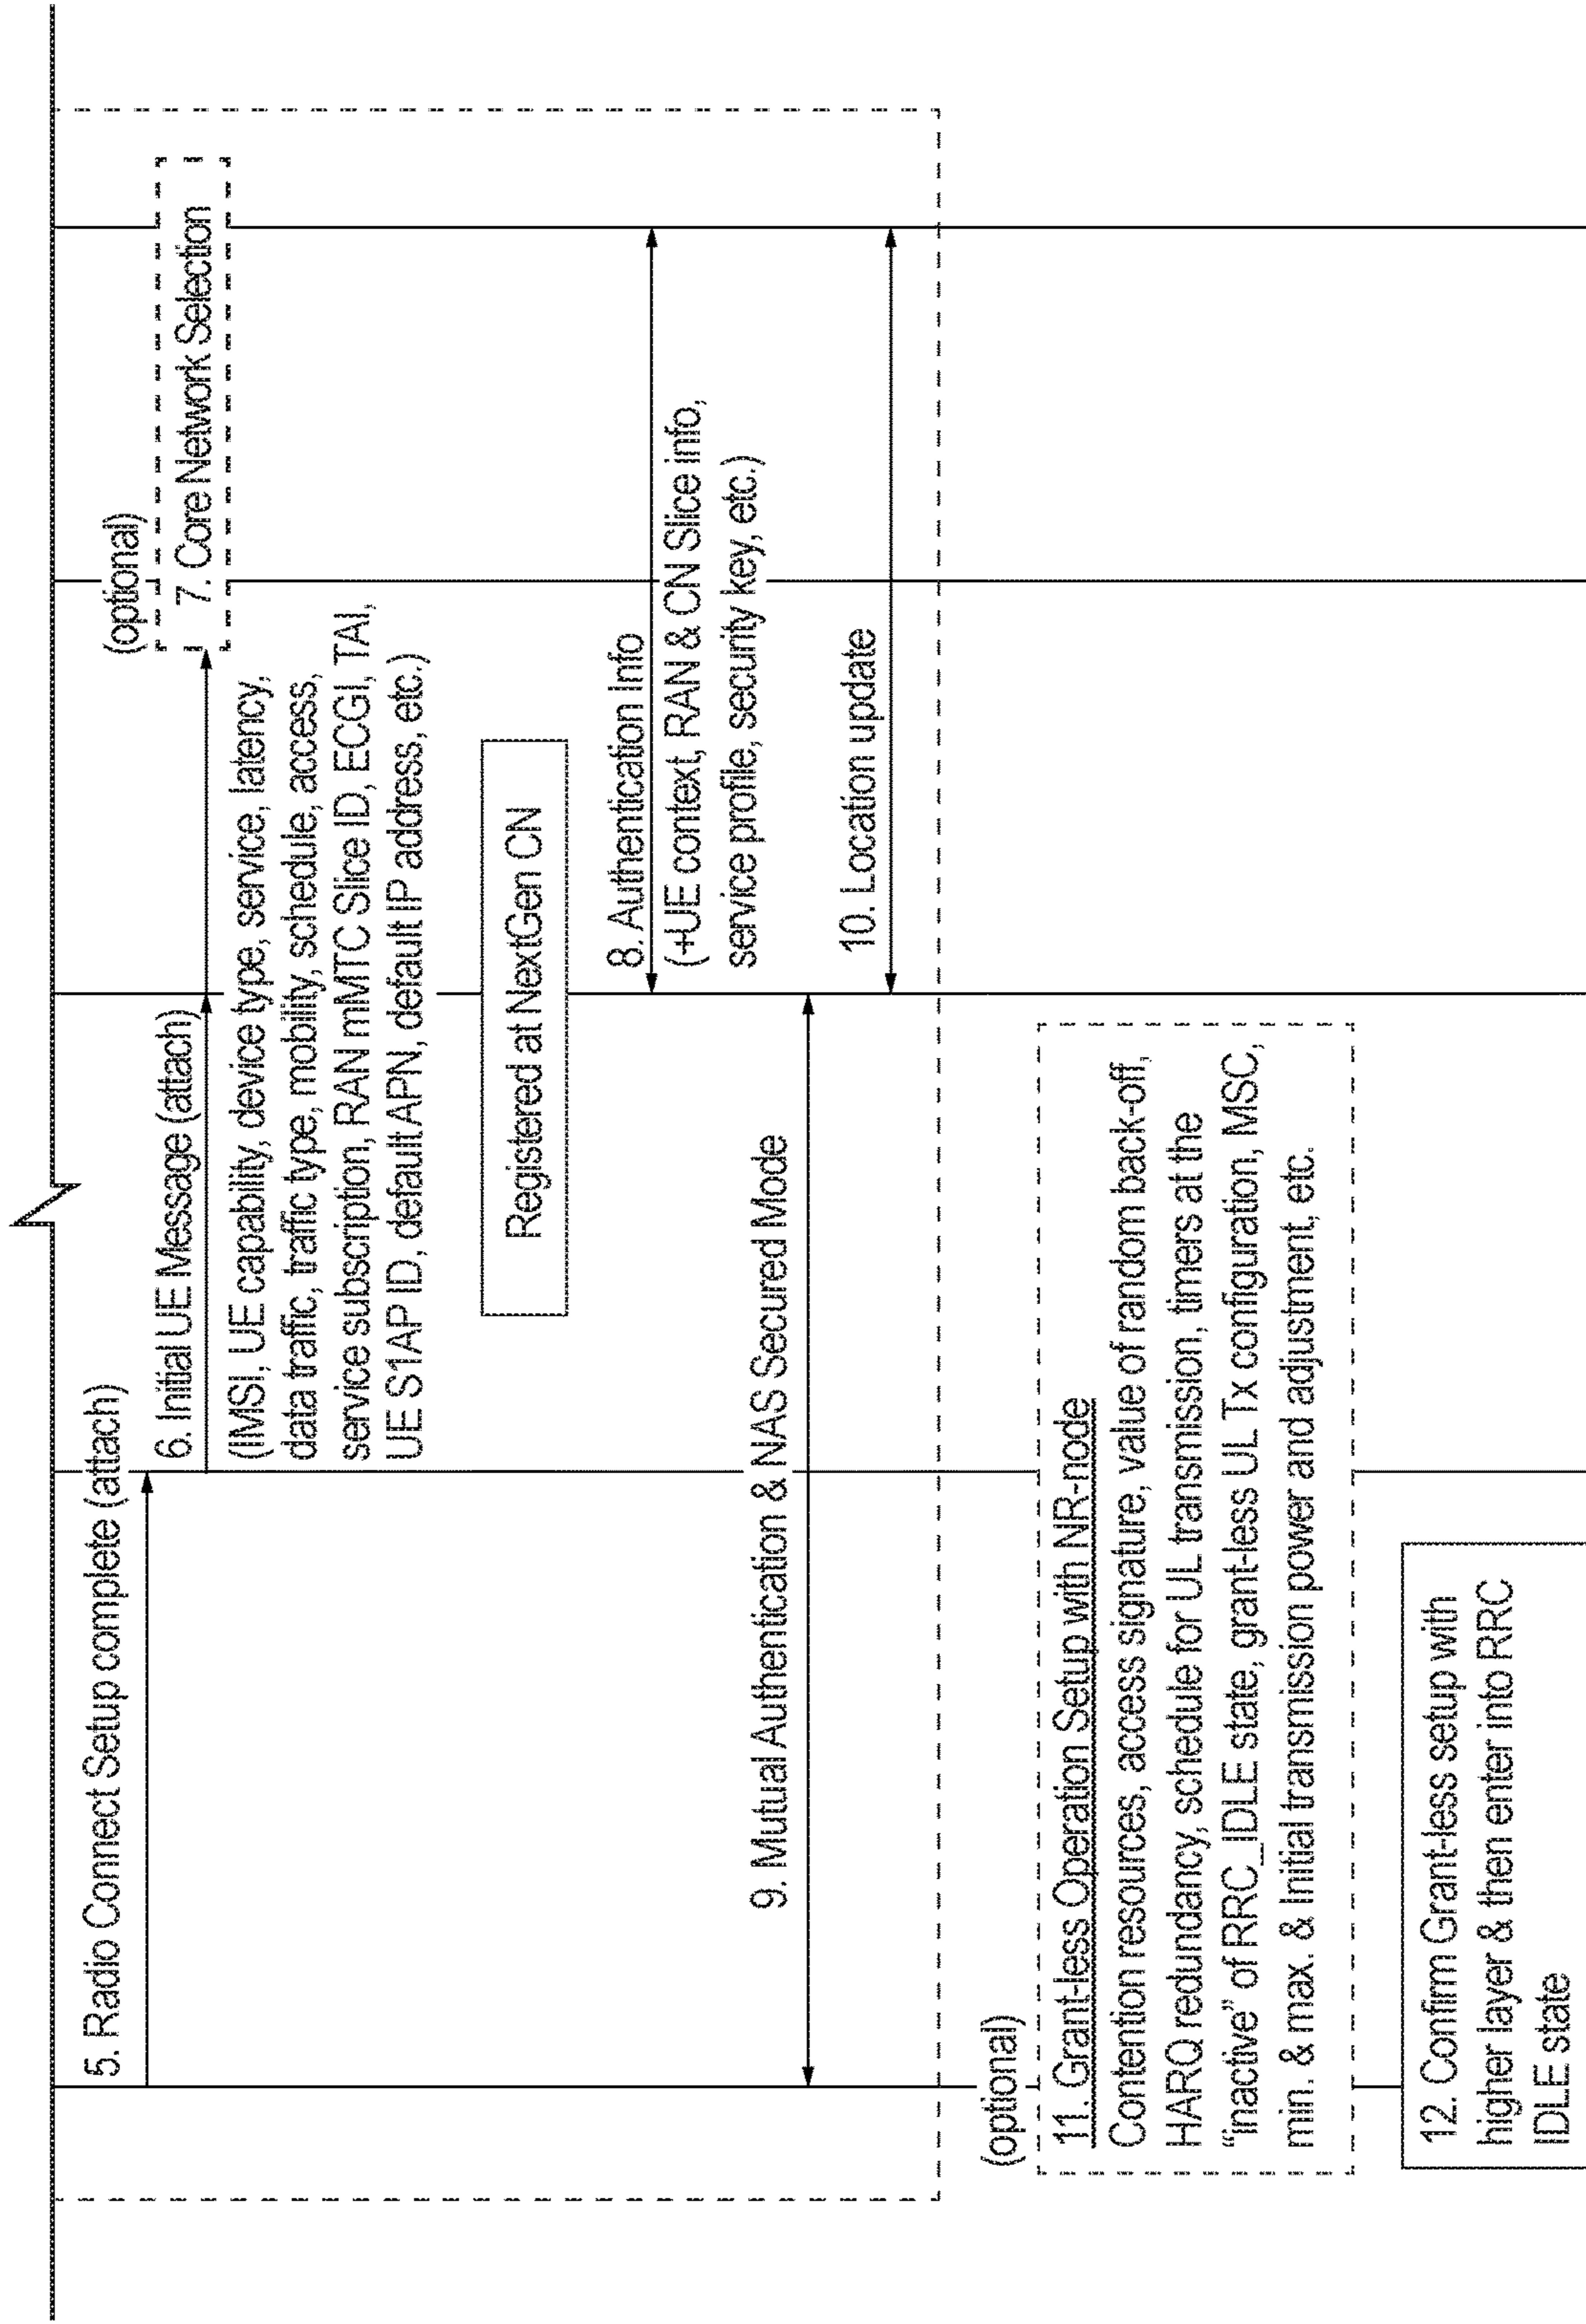 5. Radio Connect Setup complete (attach)
6. Initial UE Message (attach)
(optional)
7. Core Network Selection
(IMSI, UE capability, device type, service, latency,
data traffic, traffic type, mobility, schedule, access,
service subscription, RAN mMTC Slice ID, ECGI, TAI,
UE S1AP ID, default APN, default IP address, etc.)
Registered at NextGen CN
8. Authentication Info
(+UE context, RAN & CN Slice info,
service profile, security key, etc.)
9. Mutual Authentication & NAS Secured Mode
10. Location update
(optional)
11. Grant-less Operation Setup with NR-node
Contention resources, access signature, value of random back-off,
HARQ redundancy, schedule for UL transmission, timers at the
"inactive" of RRC_IDLE state, grant-less UL Tx configuration, MSC,
min. & max. & Initial transmission power and adjustment, etc.
12. Confirm Grant-less setup with
higher layer & then enter into RRC
IDLE state